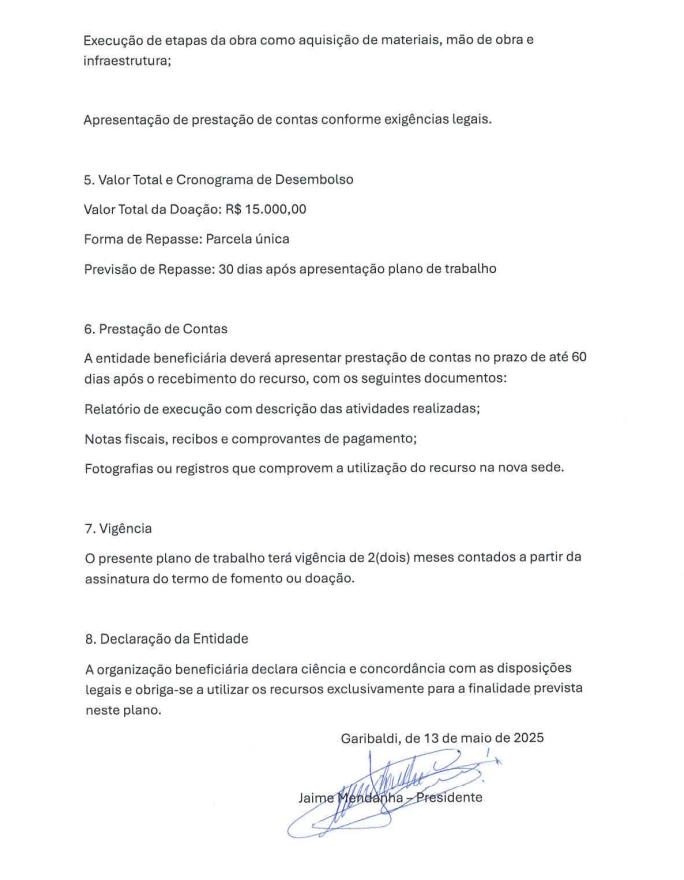 Execução de etapas da obra como aquisição de materiais, mão de obra e
infraestrutura;
Apresentação de prestação de contas conforme exigências legais.
5. Valor Total e Cronograma de Desembolso
Valor Total da Doação: R$ 15.000,00
Forma de Repasse: Parcela única
Previsão de Repasse: 30 dias após apresentação plano de trabalho
6. Prestação de Contas
A entidade beneficiária deverá apresentar prestação de contas no prazo de até 60
dias após o recebimento do recurso, com os seguintes documentos:
Relatório de execução com descrição das atividades realizadas;
Notas fiscais, recibos e comprovantes de pagamento;
Fotografias ou registros que comprovem a utilização do recurso na nova sede.
7. Vigência
O presente plano de trabalho terá vigência de 2(dois) meses contados a partir da
assinatura do termo de fomento ou doação.
8. Declaração da Entidade
A organização beneficiária declara ciência e concordância com as disposições
legais e obriga-se a utilizar os recursos exclusivamente para a finalidade prevista
neste plano.
Garibaldi, de 13 de maio de 2025
Jaime Mendanha – Presidente